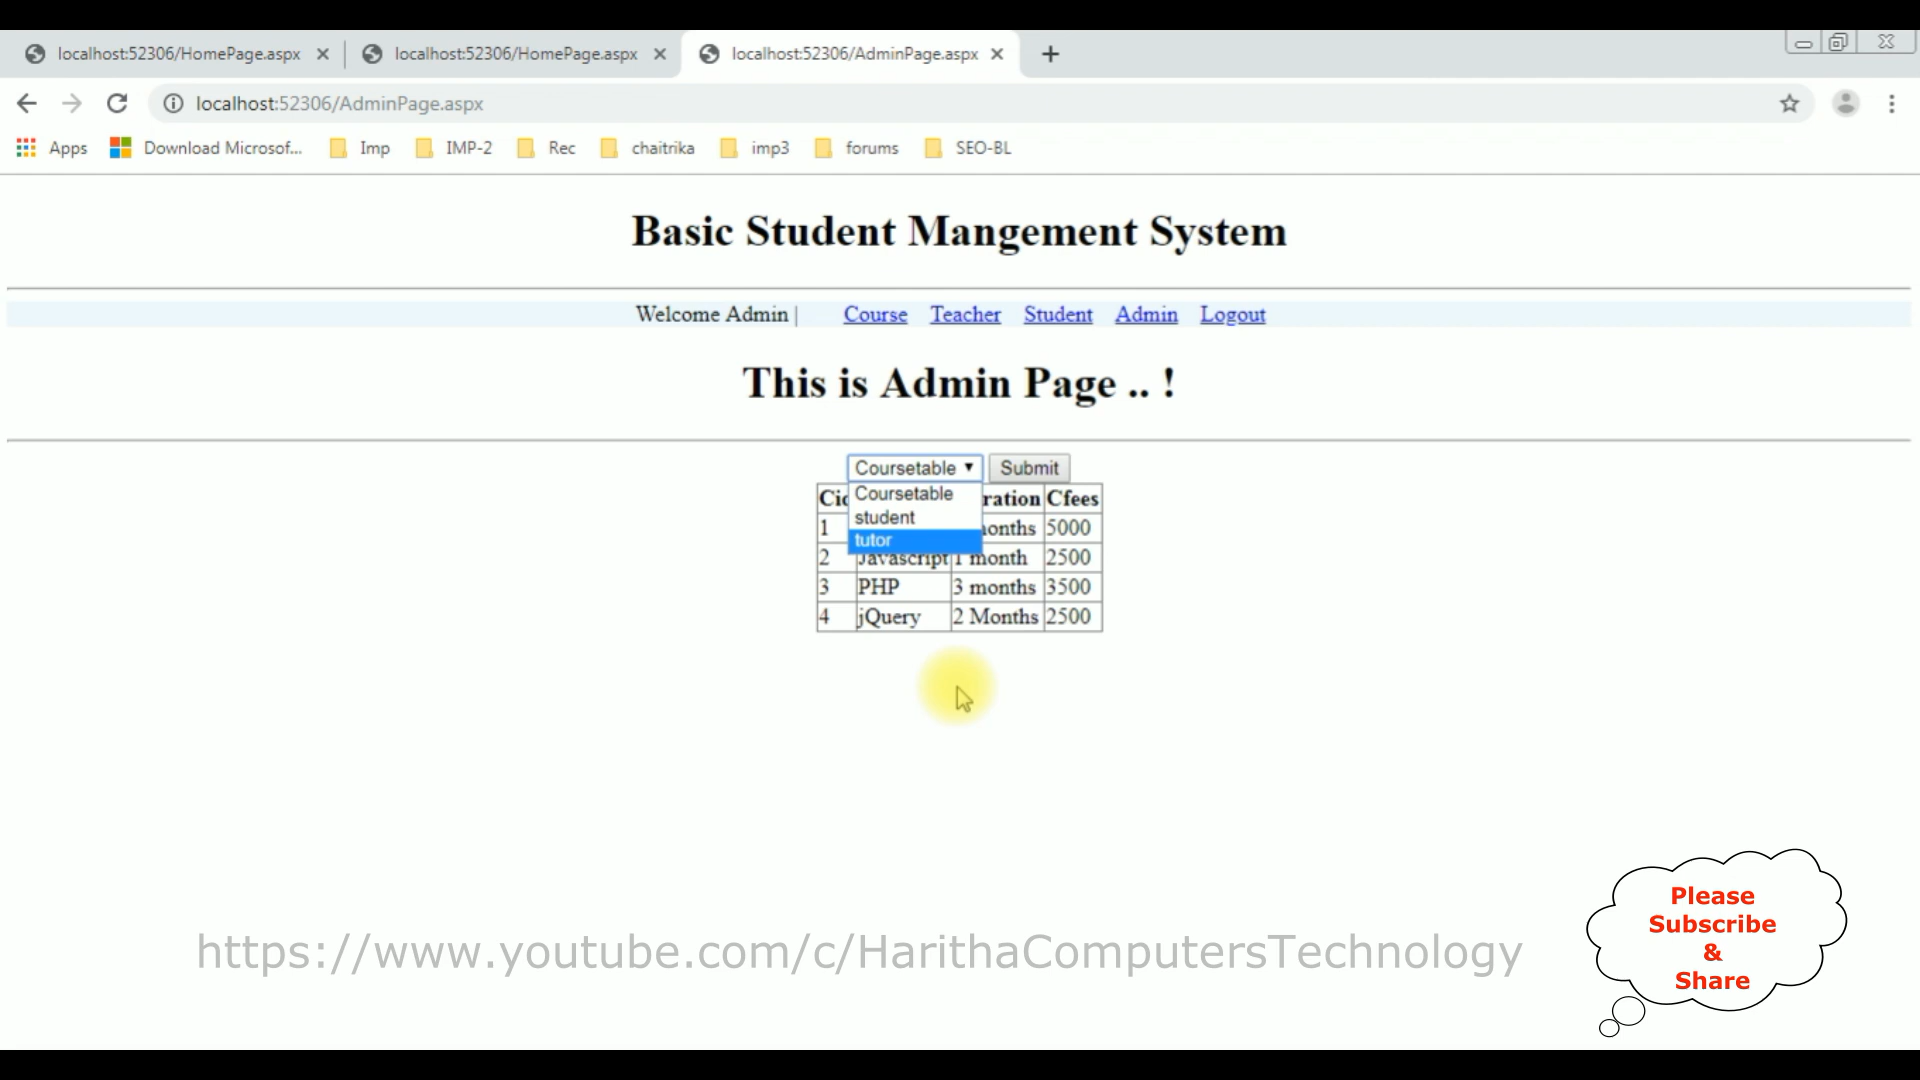 localhost:52306/HomePage.aspx localhost:52306/HomePage.aspx localhost:52306/AdminPage.aspx
localhost:52306/AdminPage.aspx
Apps Download Microsof... Imp IMP-2 Rec chaitrika imp3 forums SEO-BL
Basic Student Mangement System
Welcome Admin | Course Teacher Student Admin Logout
This is Admin Page .. !
Coursetable Submit
Coursetable
student
tutor
Cfees
1 5000
2 Javascript 1 month 2500
3 PHP 3 months 3500
4 jQuery 2 Months 2500
https://www.youtube.com/c/HarithaComputersTechnology
Please
Subscribe
&
Share